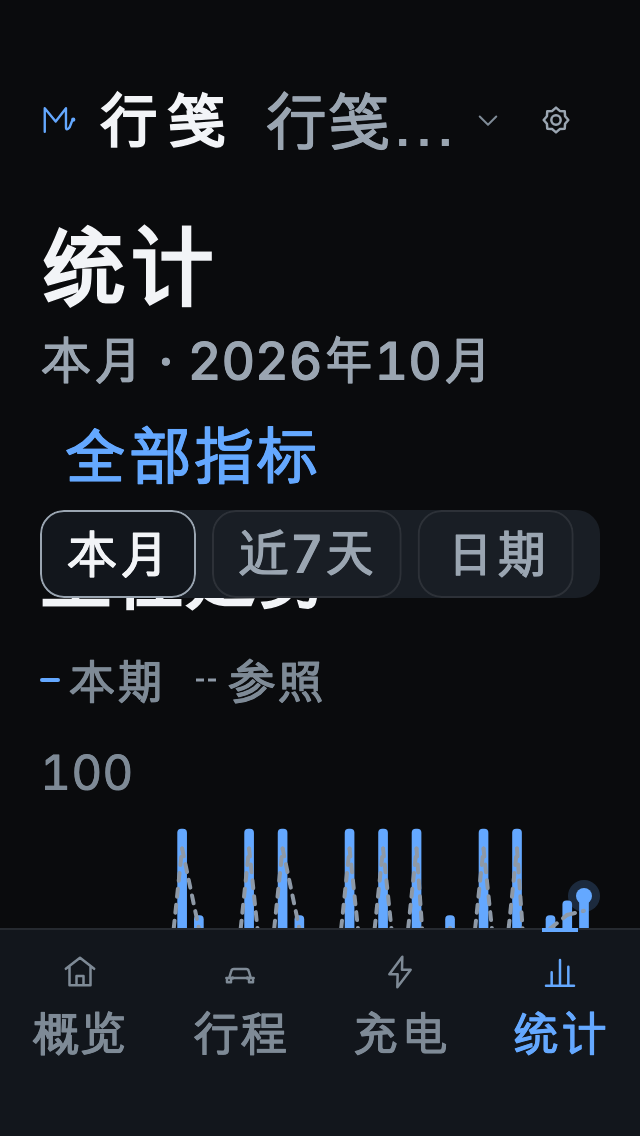 行笺 行笺...
统计
本月 · 2026年10月
全部指标
本月 近7天 日期
本期 参照
100
概览 行程 充电 统计